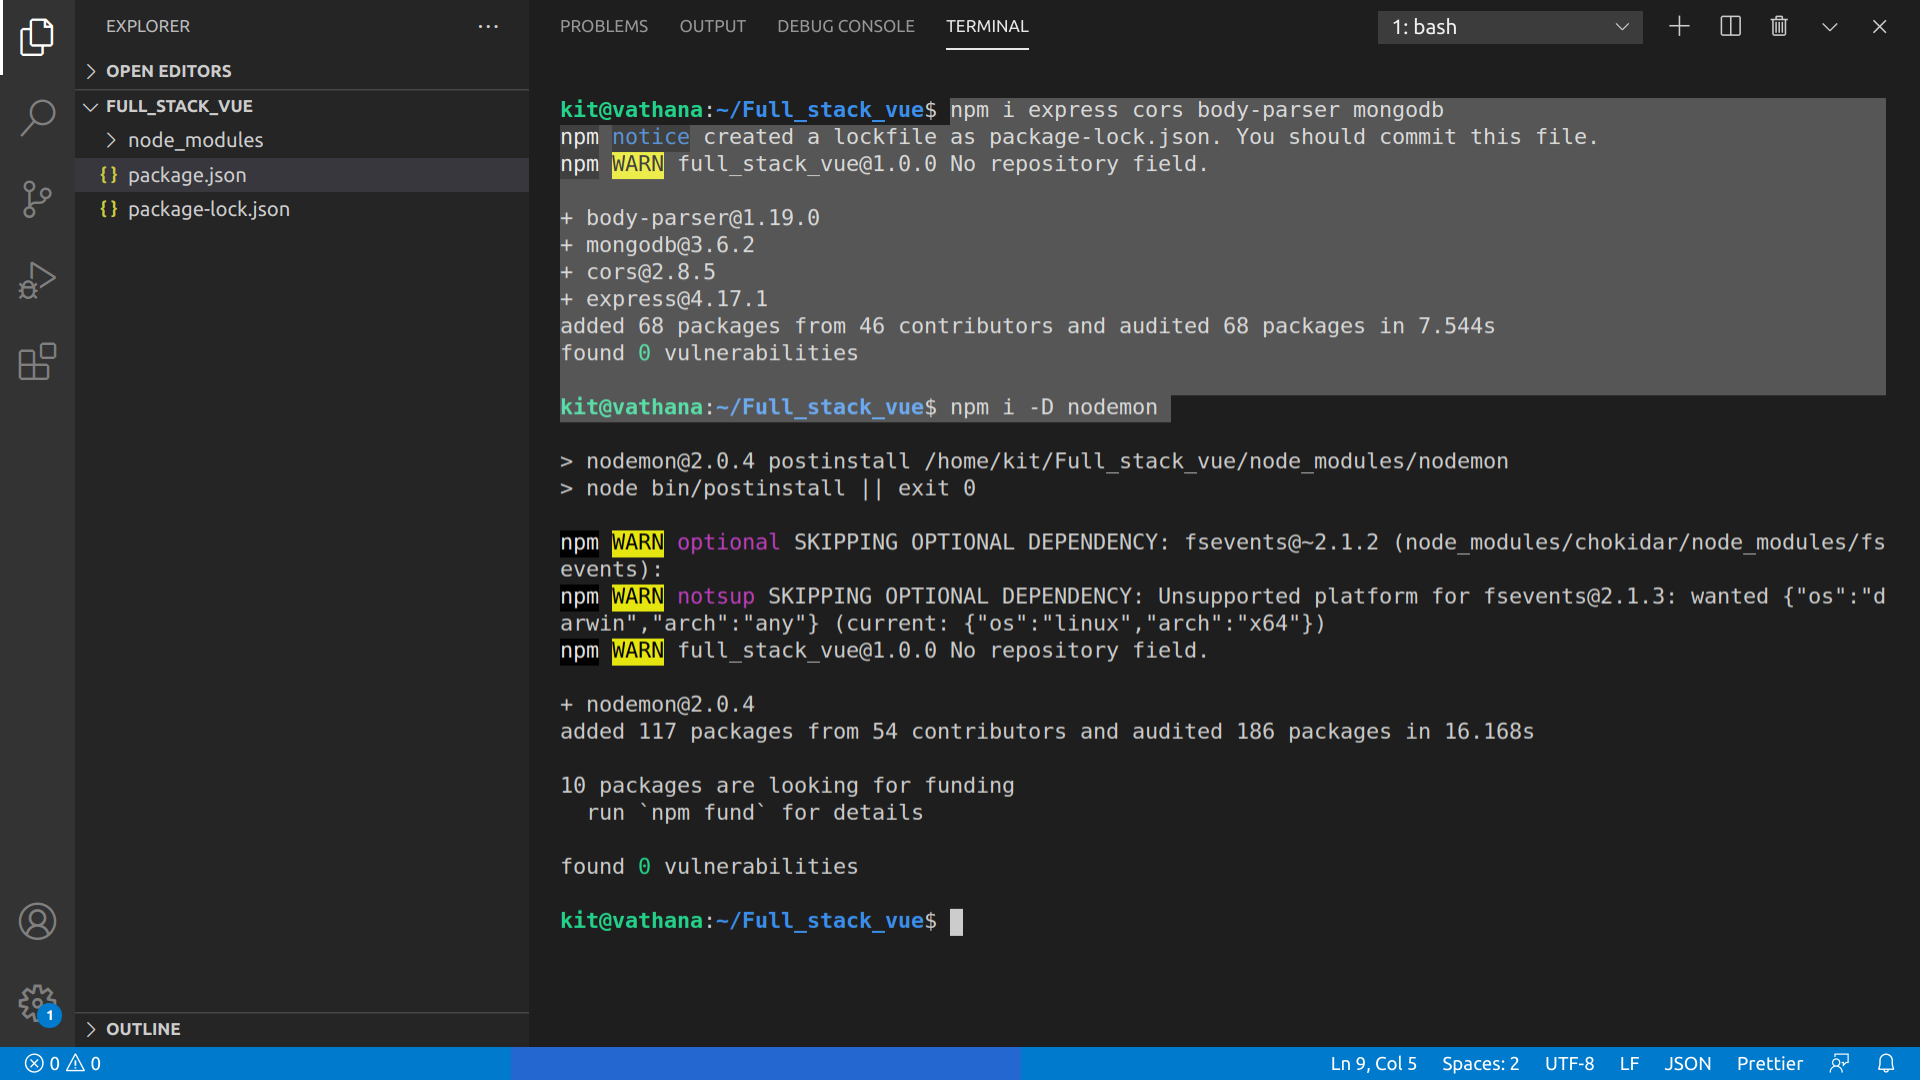 EXPLORER
OPEN EDITORS
FULL_STACK_VUE
node_modules
{} package.json
{} package-lock.json
OUTLINE
1
PROBLEMS OUTPUT DEBUG CONSOLE TERMINAL 1: bash
kit@vathana:~/Full_stack_vue$ npm i express cors body-parser mongodb
npm notice created a lockfile as package-lock.json. You should commit this file.
npm WARN full_stack_vue@1.0.0 No repository field.
+ body-parser@1.19.0
+ mongodb@3.6.2
+ cors@2.8.5
+ express@4.17.1
added 68 packages from 46 contributors and audited 68 packages in 7.544s
found 0 vulnerabilities
kit@vathana:~/Full_stack_vue$ npm i -D nodemon
> nodemon@2.0.4 postinstall /home/kit/Full_stack_vue/node_modules/nodemon
> node bin/postinstall || exit 0
npm WARN optional SKIPPING OPTIONAL DEPENDENCY: fsevents@~2.1.2 (node_modules/chokidar/node_modules/fs
events):
npm WARN notsup SKIPPING OPTIONAL DEPENDENCY: Unsupported platform for fsevents@2.1.3: wanted {"os":"d
arwin","arch":"any"} (current: {"os":"linux","arch":"x64"})
npm WARN full_stack_vue@1.0.0 No repository field.
+ nodemon@2.0.4
added 117 packages from 54 contributors and audited 186 packages in 16.168s
10 packages are looking for funding
run `npm fund` for details
found 0 vulnerabilities
kit@vathana:~/Full_stack_vue$
0 0 Ln 9, Col 5 Spaces: 2 UTF-8 LF JSON Prettier